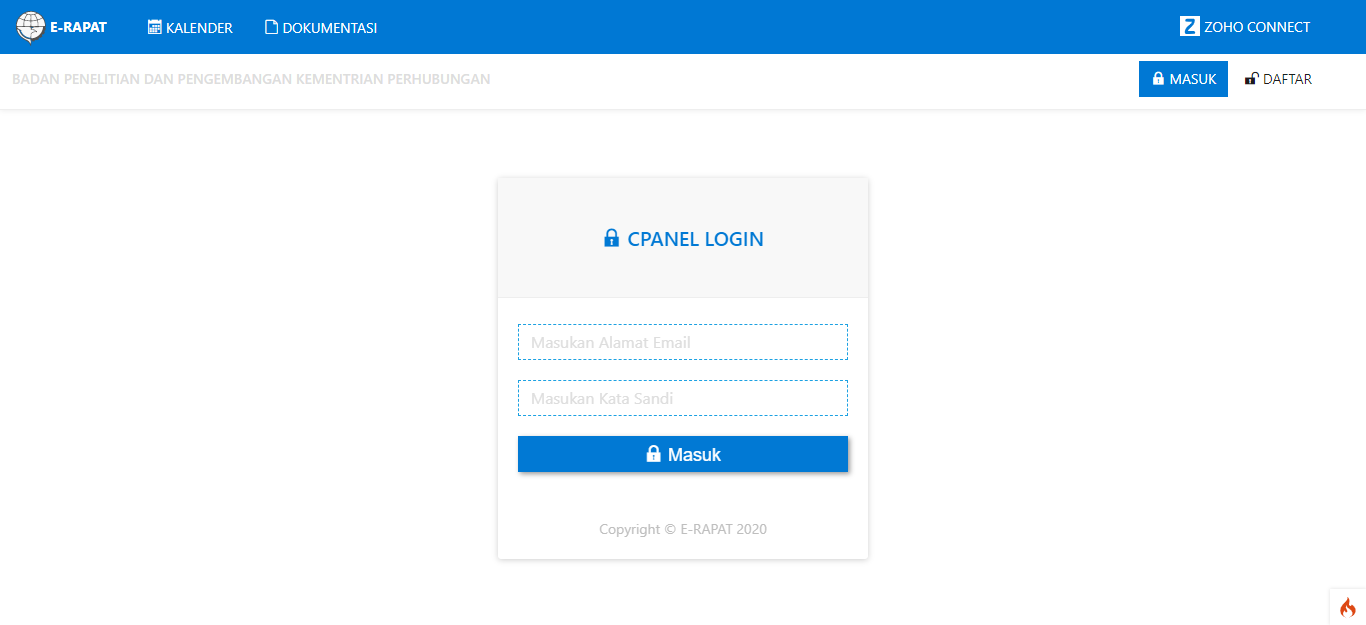 E-RAPAT KALENDER DOKUMENTASI Z ZOHO CONNECT
BADAN PENELITIAN DAN PENGEMBANGAN KEMENTRIAN PERHUBUNGAN MASUK DAFTAR
CPANEL LOGIN
Masukan Alamat Email
Masukan Kata Sandi
Masuk
Copyright © E-RAPAT 2020